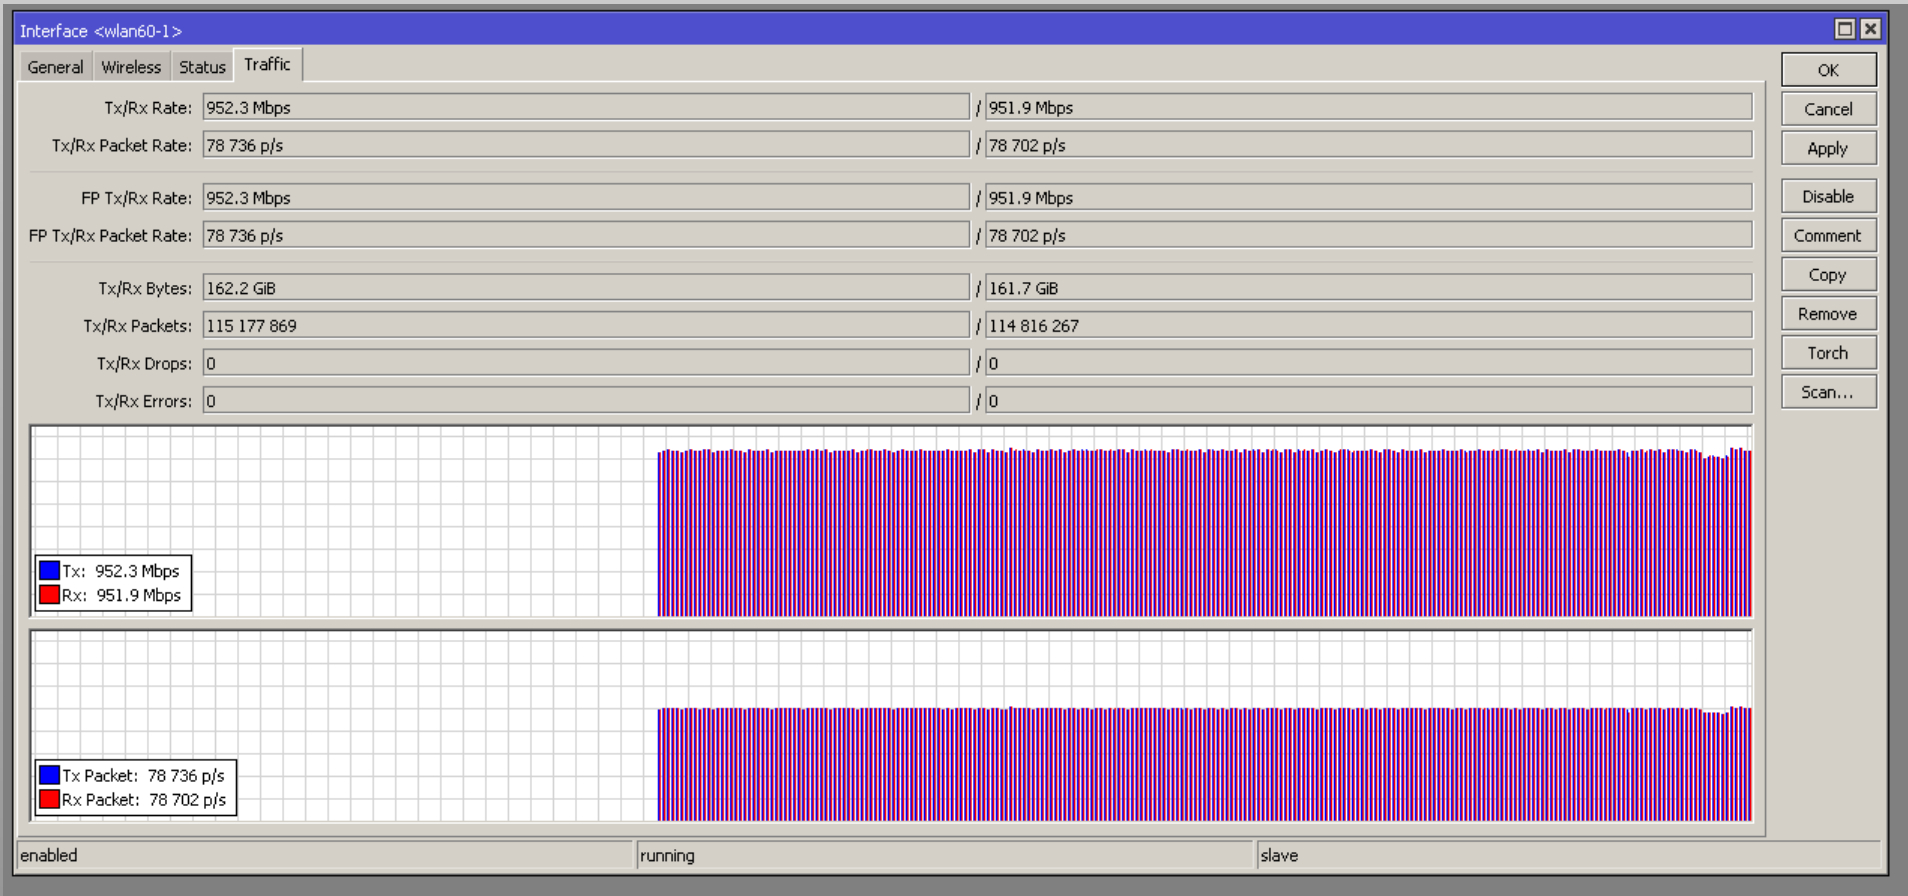 Interface <wlan60-1>
General Wireless Status Traffic
OK
Cancel
Apply
Disable
Comment
Copy
Remove
Torch
Scan...
Tx/Rx Rate: 952.3 Mbps / 951.9 Mbps
Tx/Rx Packet Rate: 78 736 p/s / 78 702 p/s
FP Tx/Rx Rate: 952.3 Mbps / 951.9 Mbps
FP Tx/Rx Packet Rate: 78 736 p/s / 78 702 p/s
Tx/Rx Bytes: 162.2 GiB / 161.7 GiB
Tx/Rx Packets: 115 177 869 / 114 816 267
Tx/Rx Drops: 0 / 0
Tx/Rx Errors: 0 / 0
Tx: 952.3 Mbps
Rx: 951.9 Mbps
Tx Packet: 78 736 p/s
Rx Packet: 78 702 p/s
enabled running slave